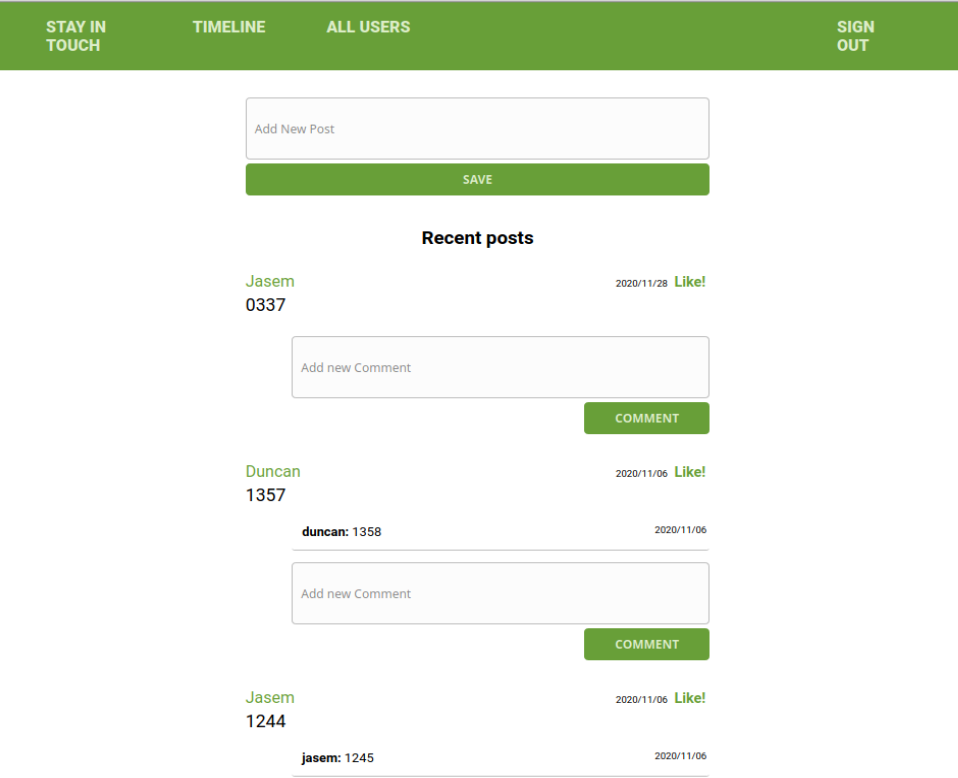 STAY IN TOUCH TIMELINE ALL USERS SIGN OUT
Add New Post
SAVE
Recent posts
Jasem 2020/11/28 Like!
0337
Add new Comment
COMMENT
Duncan 2020/11/06 Like!
1357
duncan: 1358 2020/11/06
Add new Comment
COMMENT
Jasem 2020/11/06 Like!
1244
jasem: 1245 2020/11/06